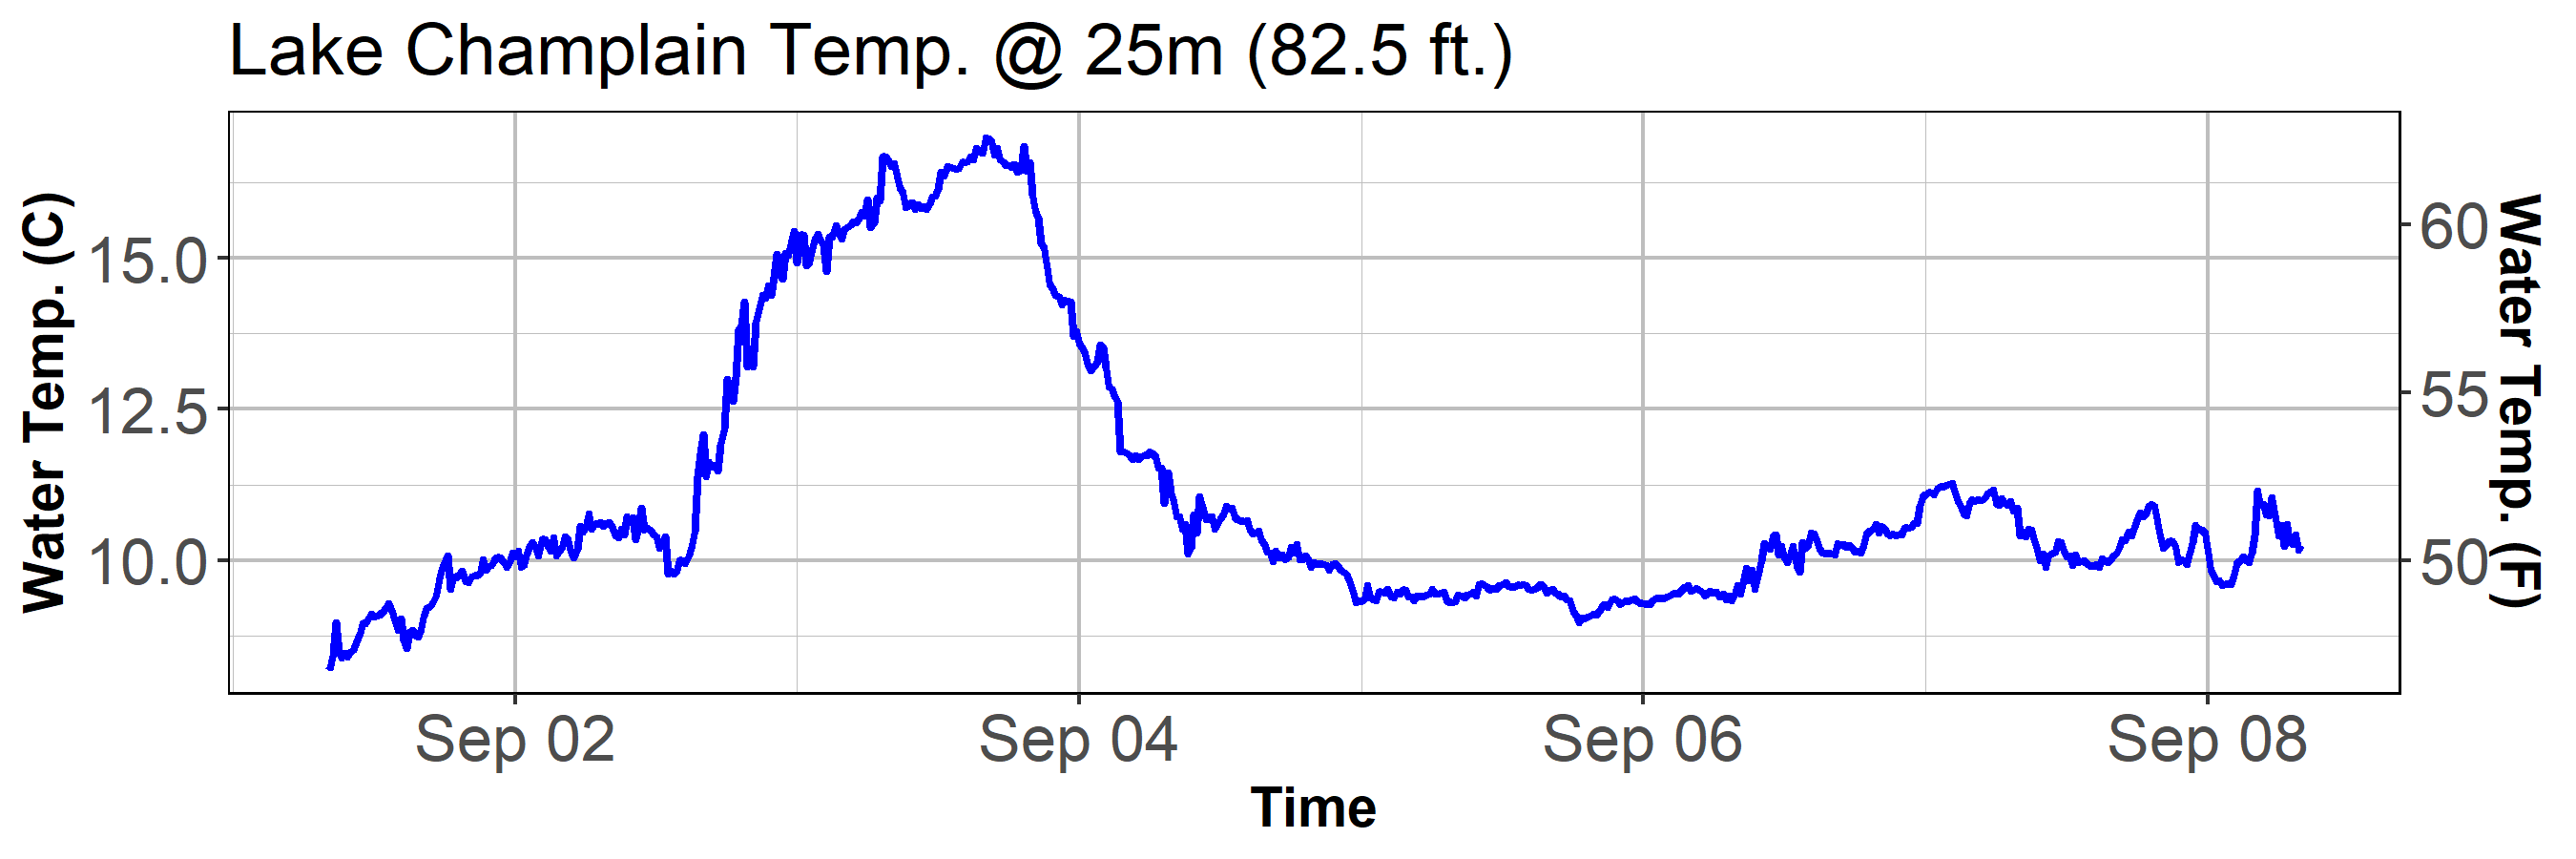 Lake Champlain Temp. @ 25m (82.5 ft.)
Water Temp. (C)
15.0
12.5
10.0
60
55
50
Water Temp. (F)
Sep 02
Sep 04
Sep 06
Sep 08
Time